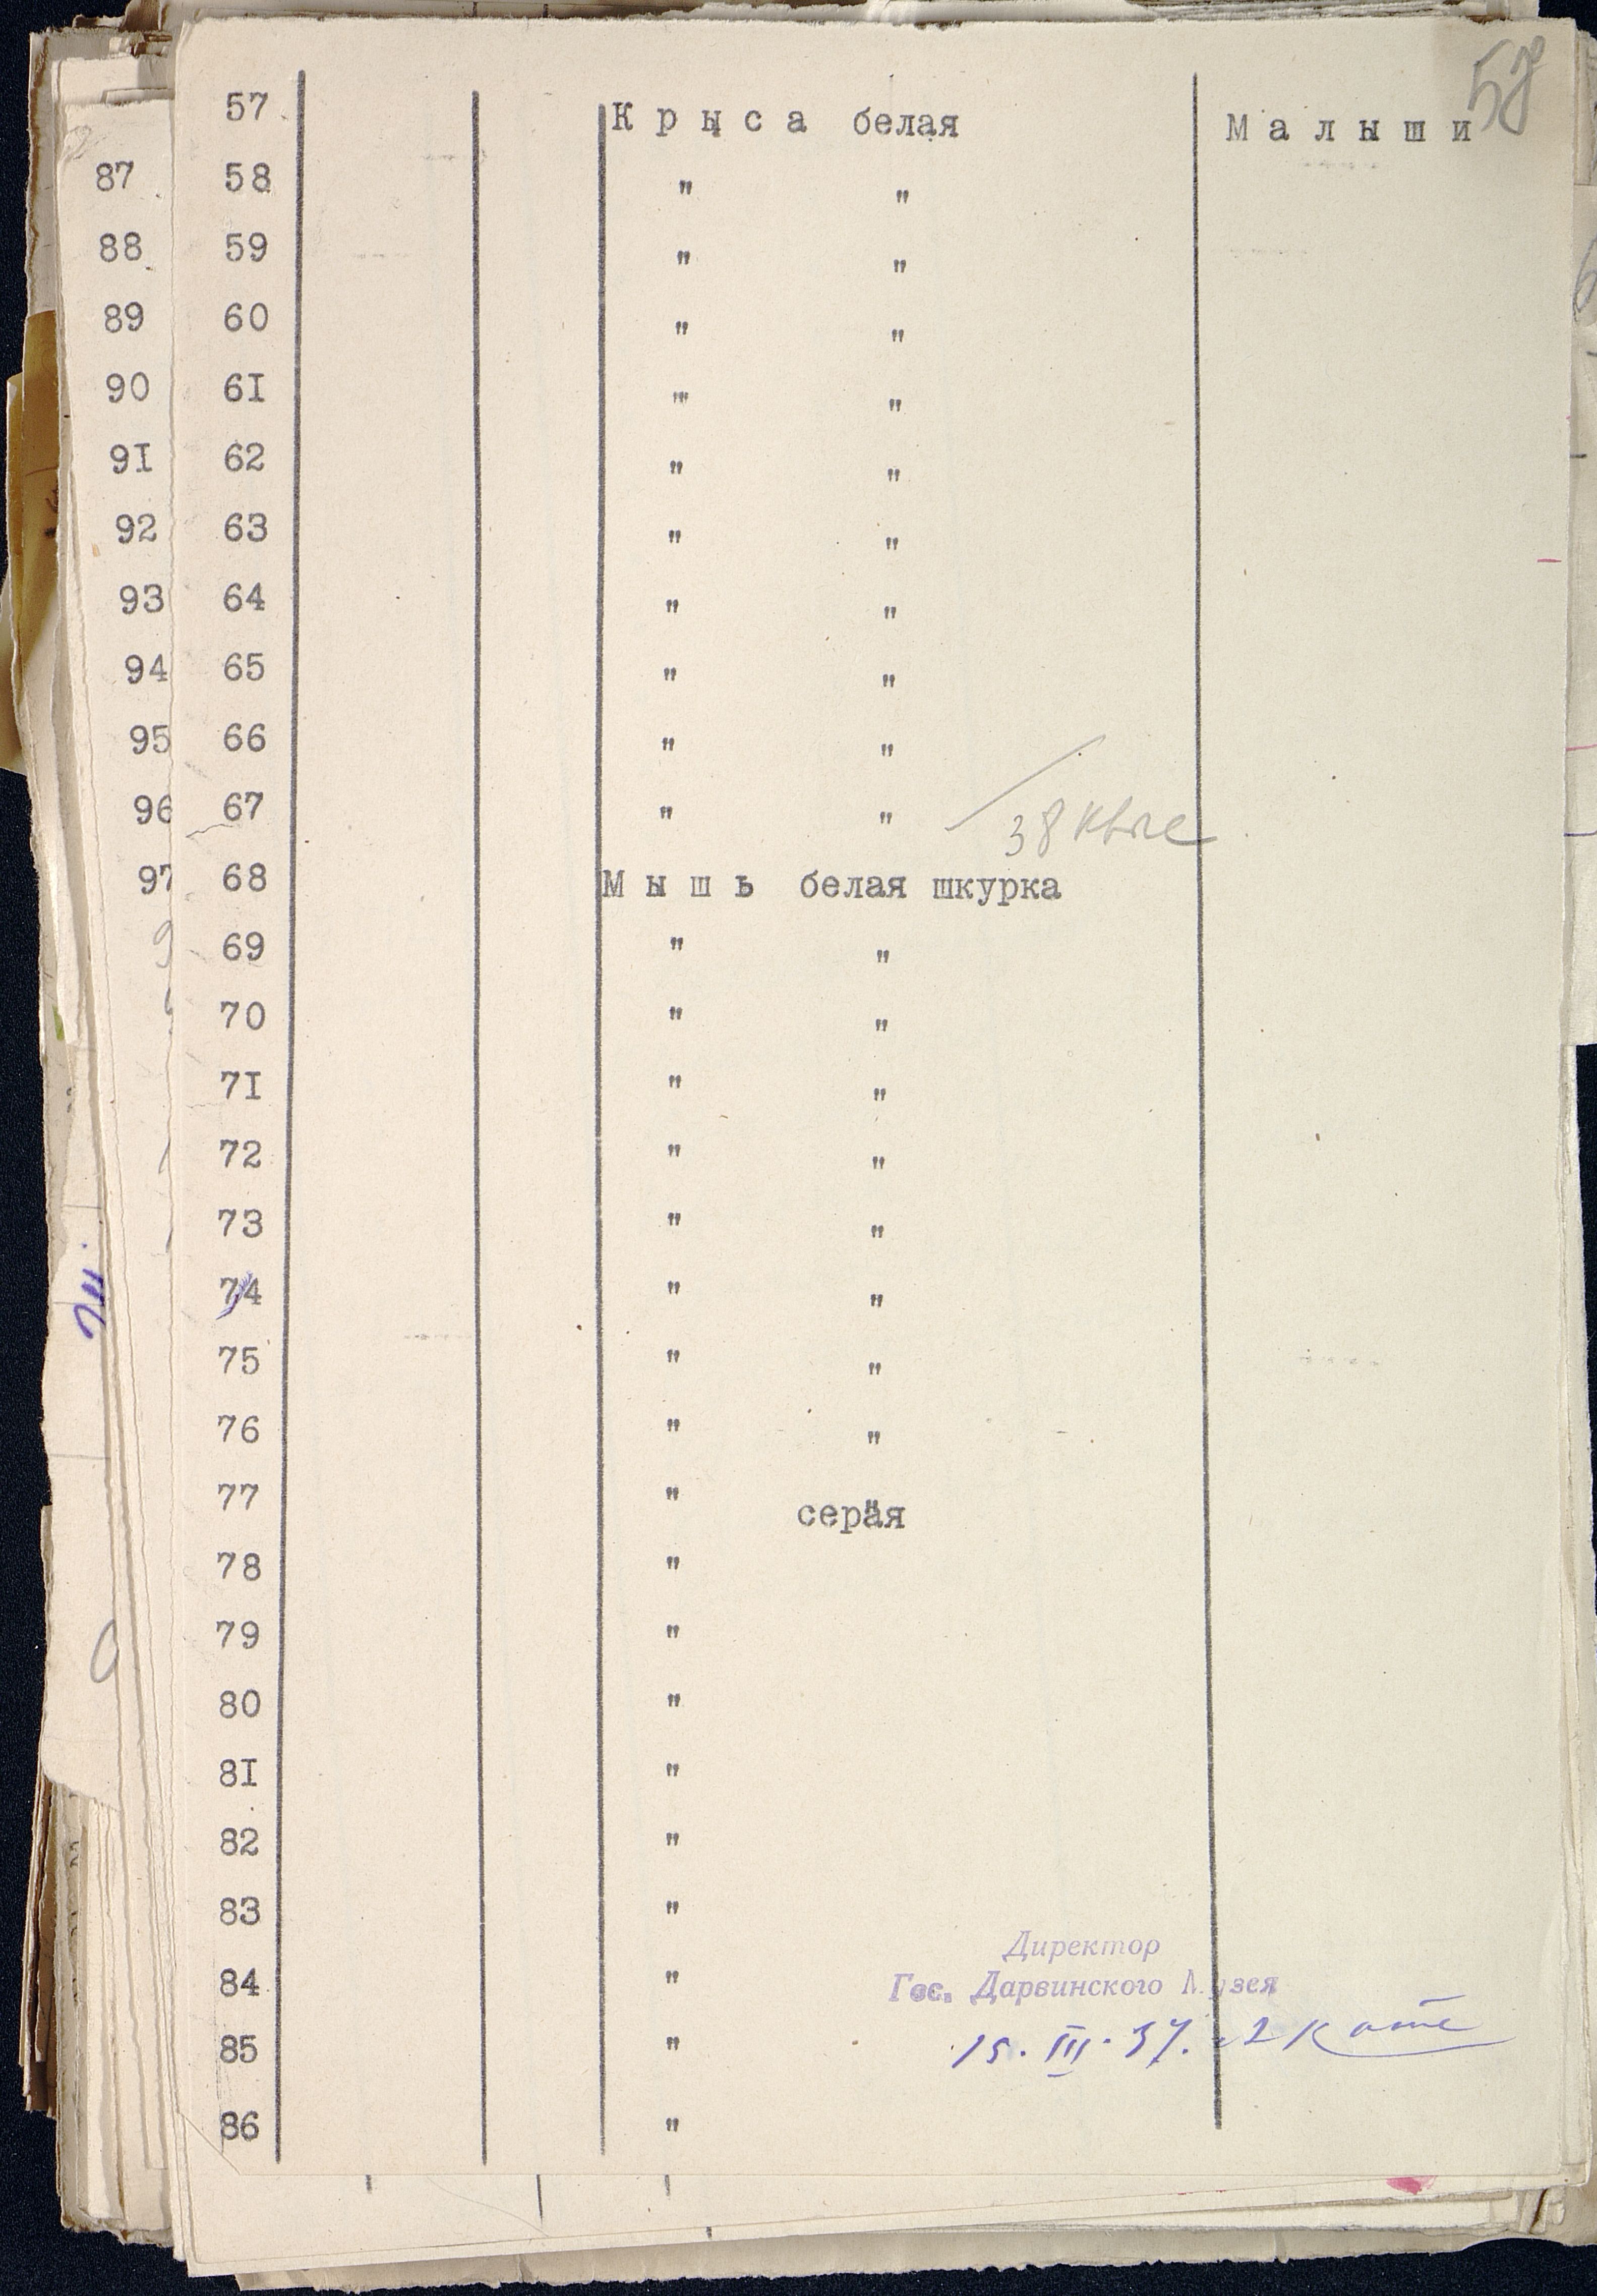 58
57 Крыса белая Малыши
87 58 " "
88 59 " "
89 60 " "
90 6I " "
9I 62 " "
92 63 " "
93 64 " "
94 65 " "
95 66 " "
96 67 " "
38
97 68 Мышь белая шкурка
69 " "
70 " "
7I " "
72 " "
73 " "
74 " "
75 " "
76 " "
77 " серая
78 "
79 "
80 "
8I "
82 "
83 "
Директор
84 " Гос. Дарвинского Музея
85 " 15. III. 37.
86 "